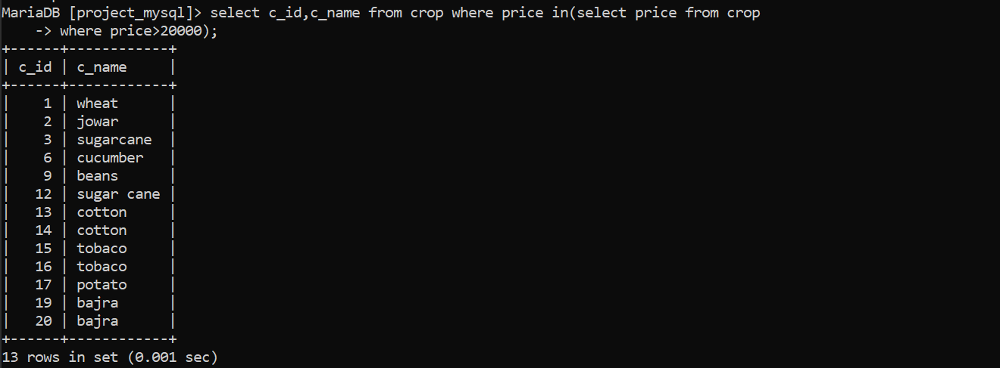 MariaDB [project_mysql]> select c_id,c_name from crop where price in(select price from crop
    -> where price>20000);
+------+------------+
| c_id | c_name     |
+------+------------+
|    1 | wheat      |
|    2 | jowar      |
|    3 | sugarcane  |
|    6 | cucumber   |
|    9 | beans      |
|   12 | sugar cane |
|   13 | cotton     |
|   14 | cotton     |
|   15 | tobaco     |
|   16 | tobaco     |
|   17 | potato     |
|   19 | bajra      |
|   20 | bajra      |
+------+------------+
13 rows in set (0.001 sec)